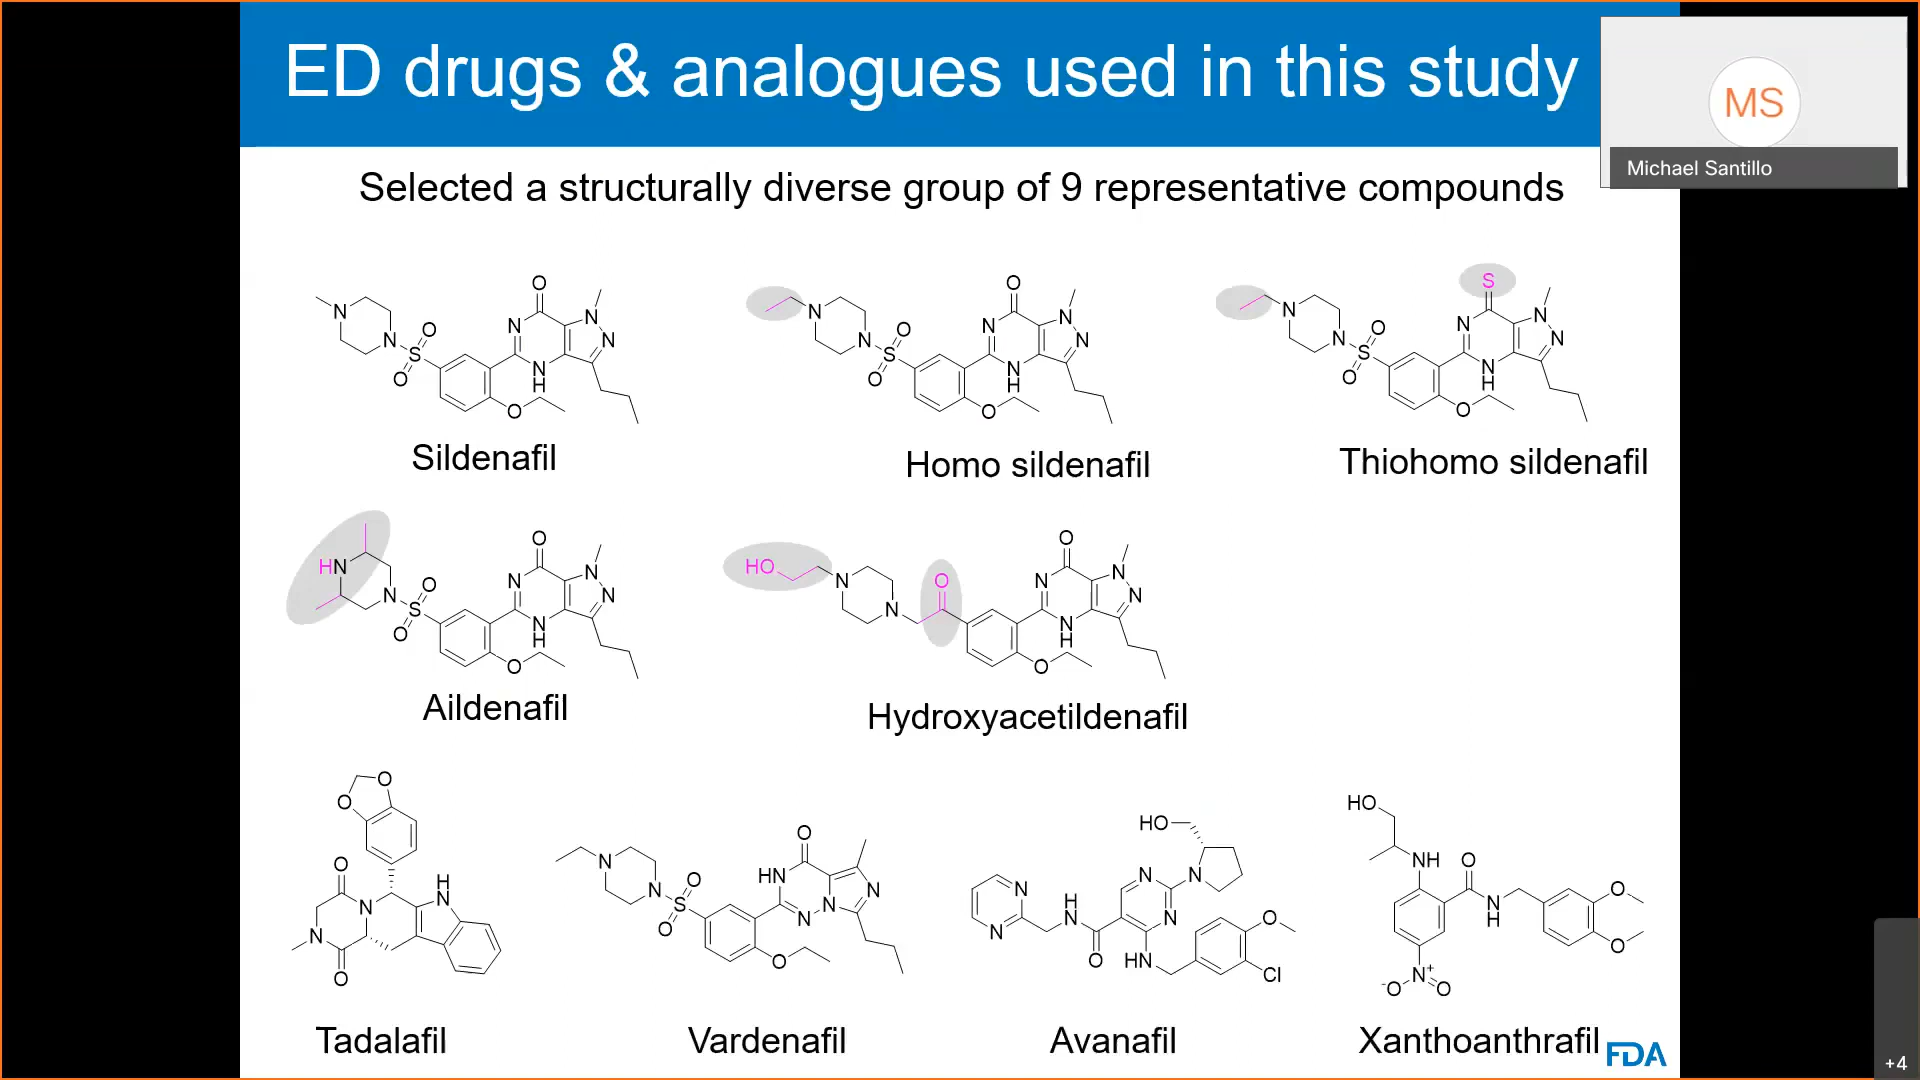 ED drugs & analogues used in this study
MS
Michael Santillo
Selected a structurally diverse group of 9 representative compounds
Sildenafil
Homo sildenafil
Thiohomo sildenafil
Aildenafil
Hydroxyacetildenafil
Tadalafil
Vardenafil
Avanafil
Xanthoanthrafil
FDA
+4